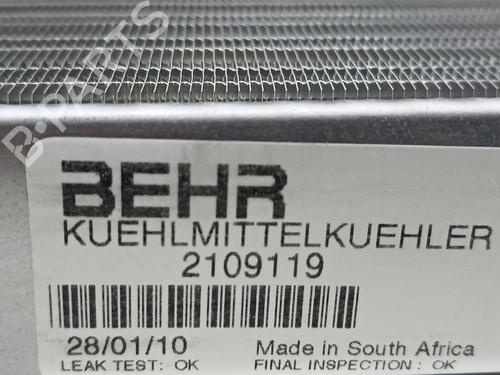 B-PARTS
BEHR
KUEHLMITTELKUEHLER
2109119
28/01/10 Made in South Africa
LEAK TEST: OK FINAL INSPECTION : OK